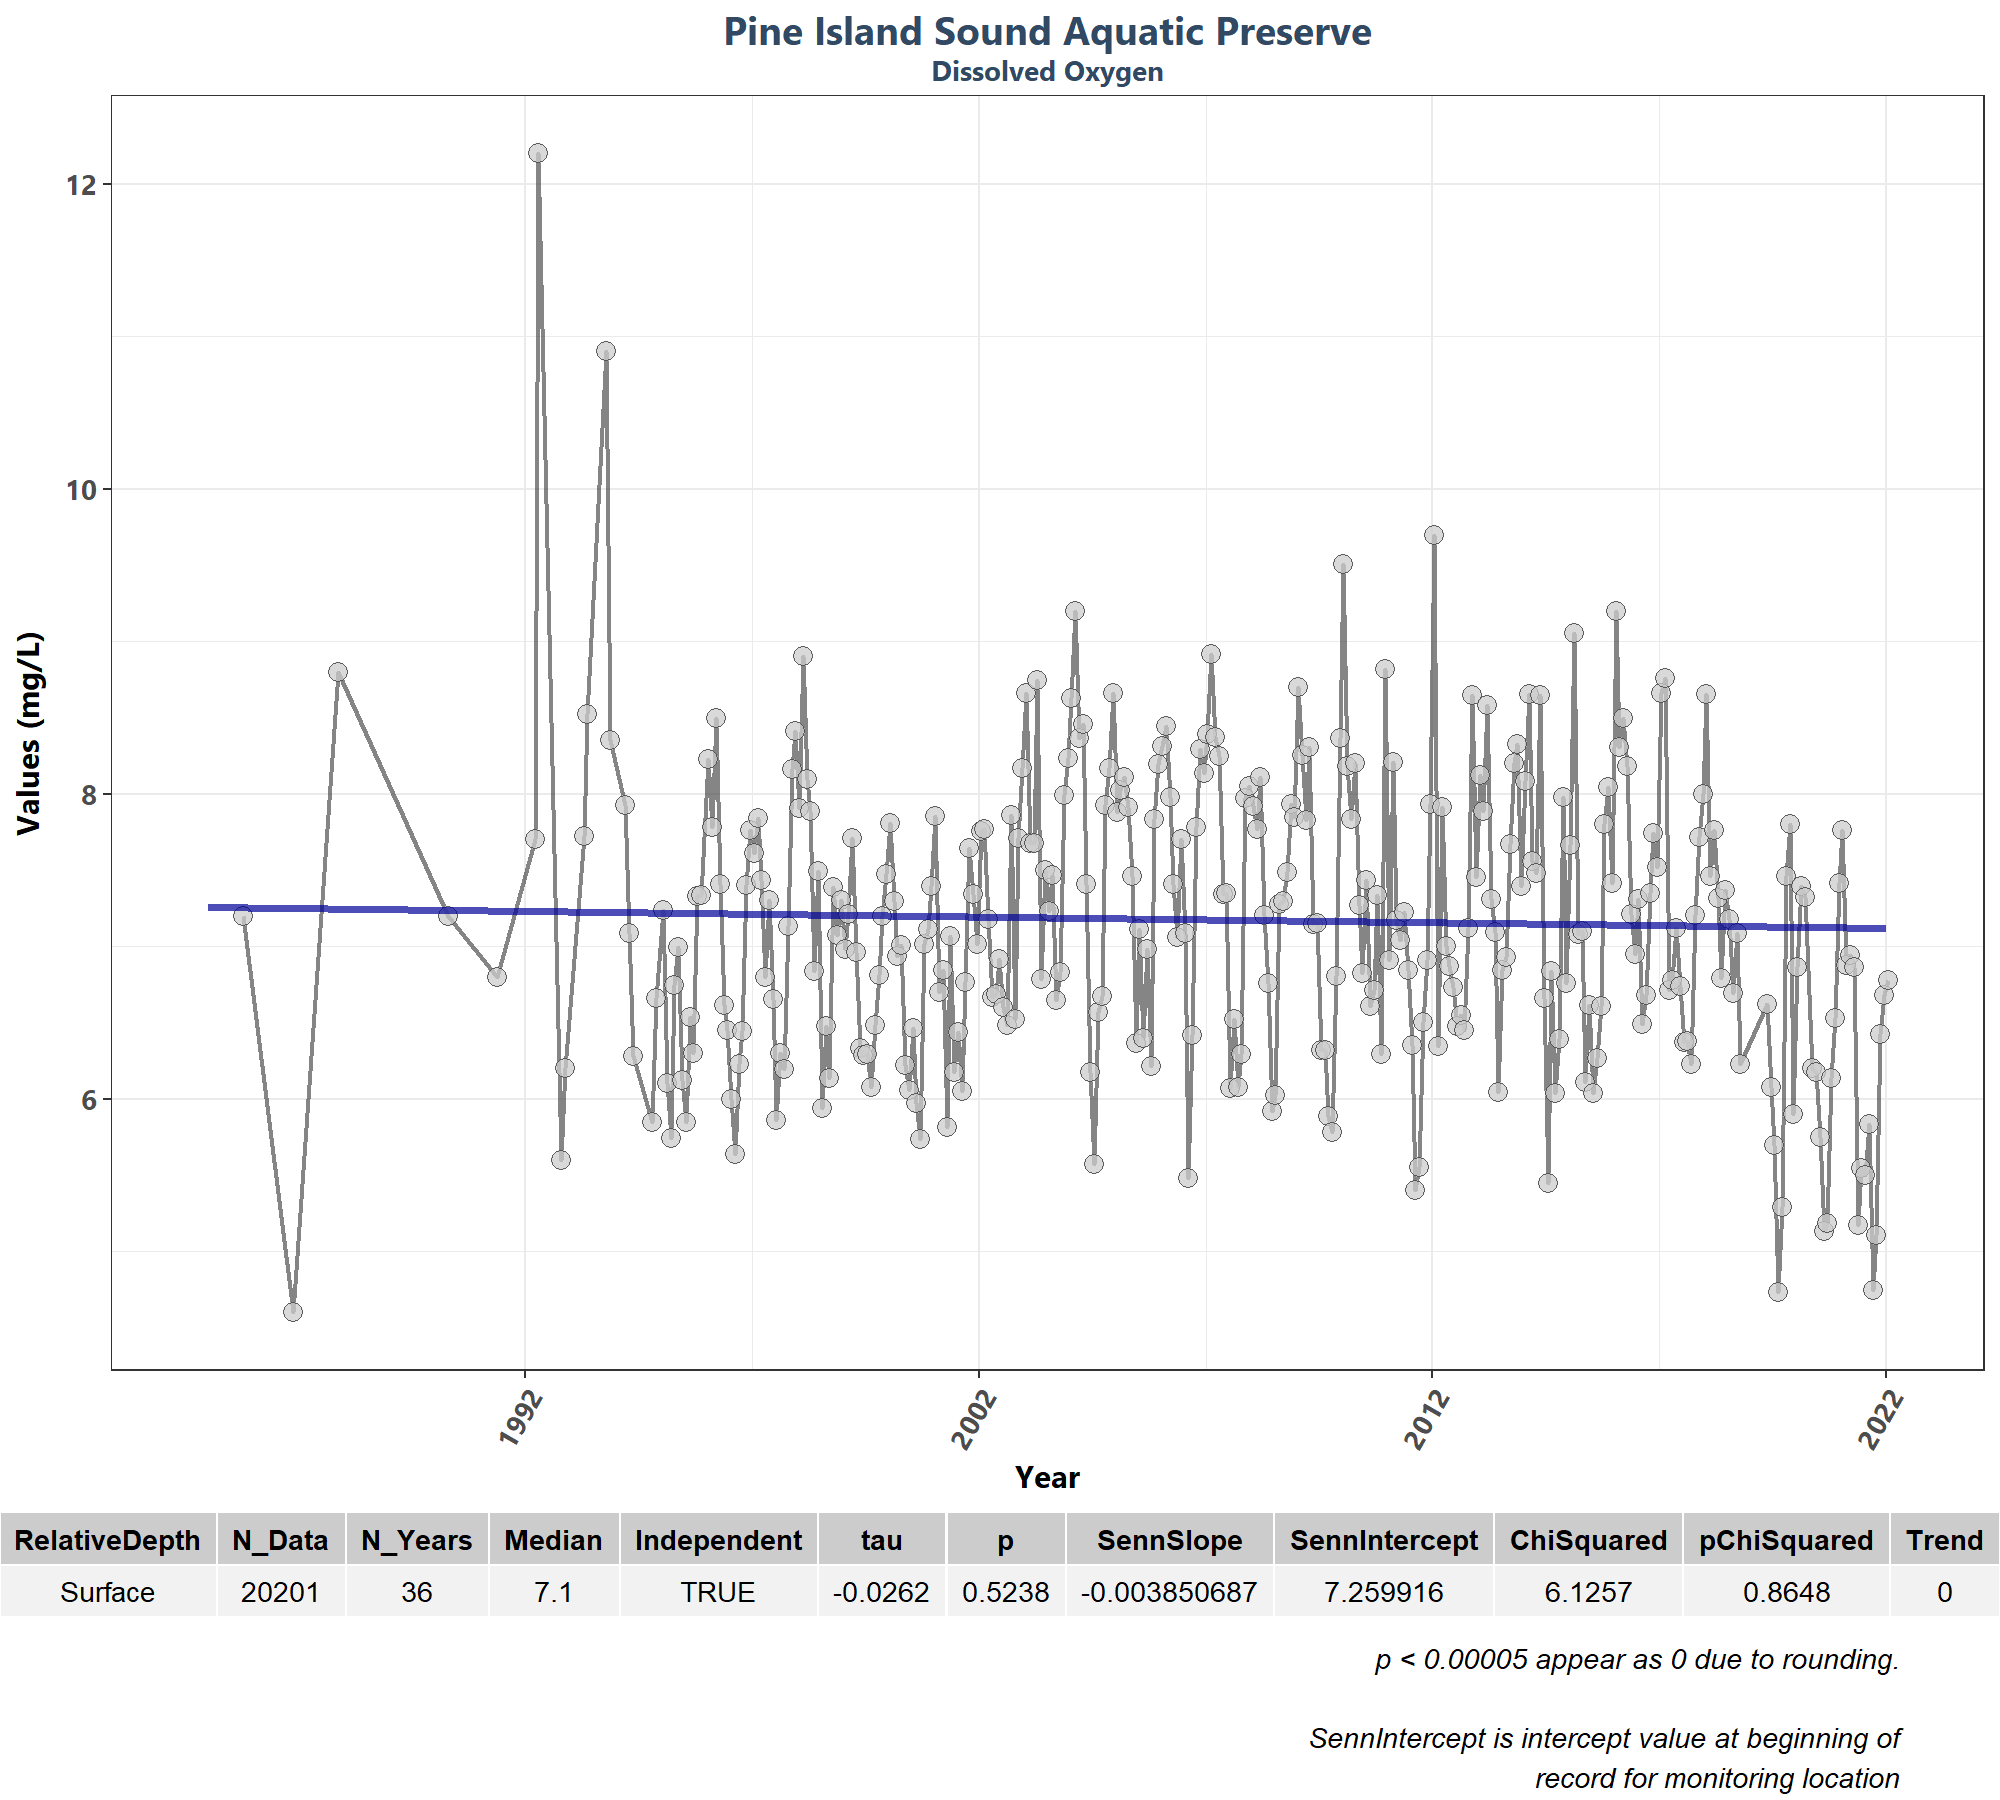 Pine Island Sound Aquatic Preserve
Dissolved Oxygen
Values (mg/L)
12
10
8
6
1992
2002
2012
2022
Year
RelativeDepth N_Data N_Years Median Independent tau p SennSlope SennIntercept ChiSquared pChiSquared Trend
Surface 20201 36 7.1 TRUE -0.0262 0.5238 -0.003850687 7.259916 6.1257 0.8648 0
p < 0.00005 appear as 0 due to rounding.
SennIntercept is intercept value at beginning of
record for monitoring location